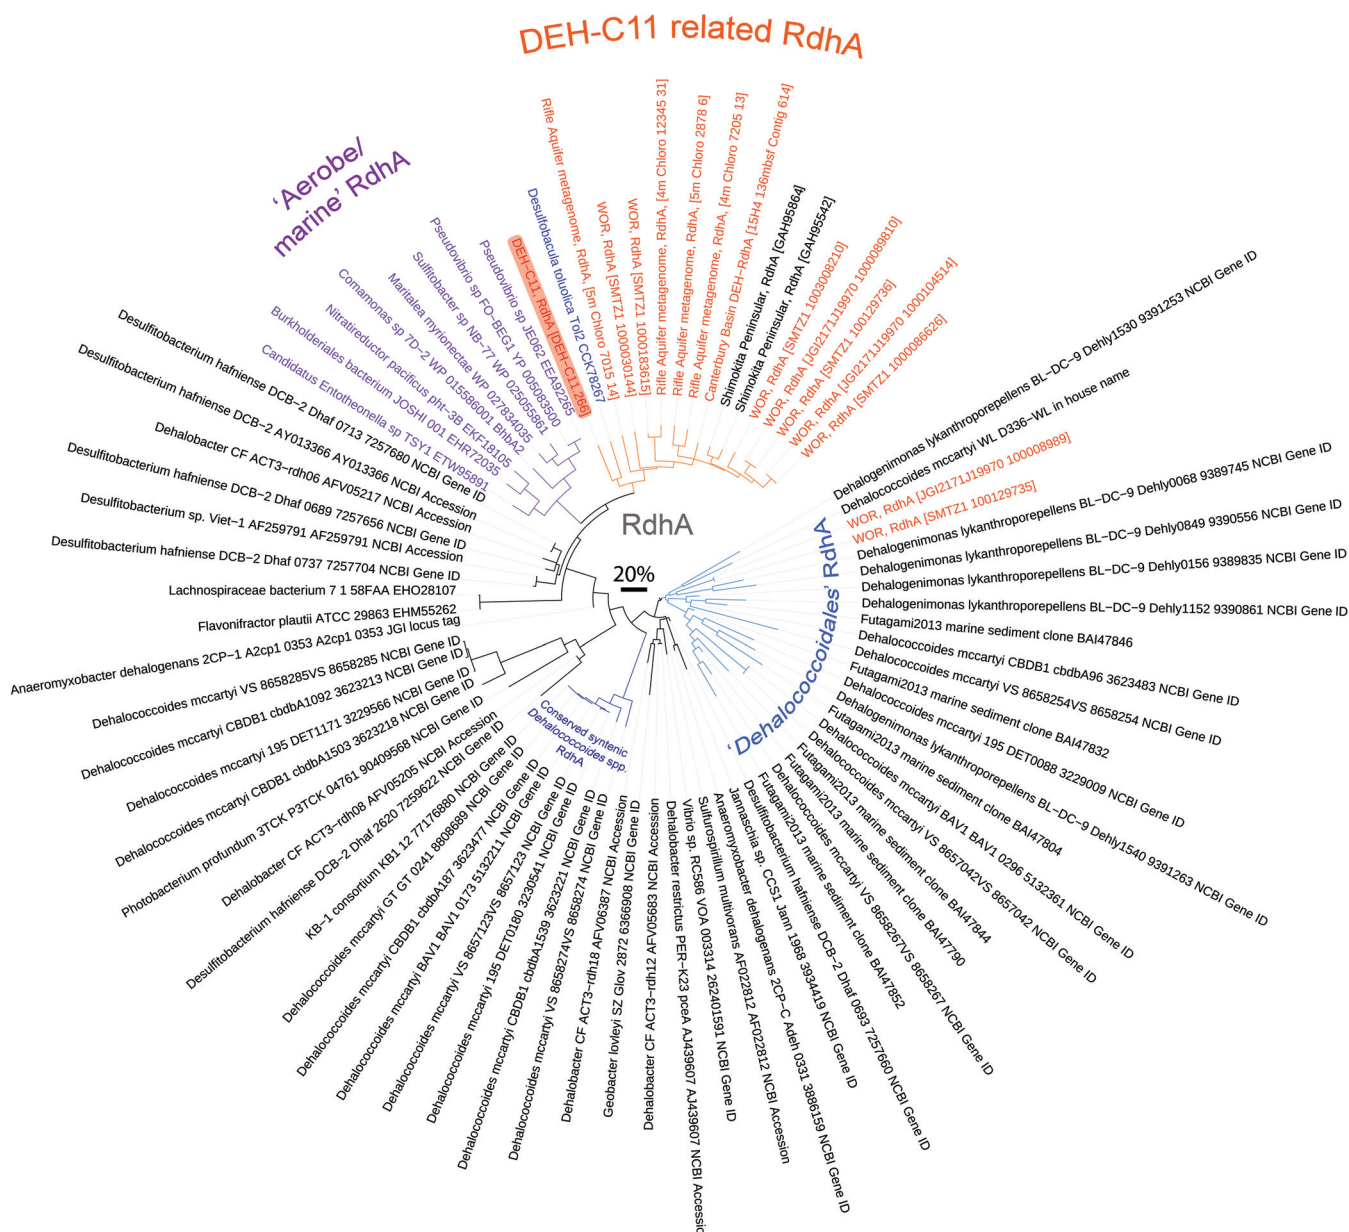 DEH-C11 related RdhA
'Aerobe/
marine' RdhA
RdhA
20%
'Dehalococcoidales' RdhA
Conserved syntenic
Dehalococcoides spp.
RdhA
Candidatus Entotheonella sp TSY1 ETW95891
Burkholderiales bacterium JOSHI 001 EHR72035
Nitratireductor pacificus pht−3B EKF18105
Comamonas sp 7D−2 WP 015586001 BhbA2
Maritalea myrionectae WP 027834035
Sulfitobacter sp NB−77 WP 025055861
Pseudovibrio sp FO−BEG1 YP 005083500
Pseudovibrio sp JE062 EEA92265
DEH−C11, RdhA [DEH−C11 266]
Desulfobacula toluolica Tol2 CCK78267
Rifle Aquifer metagenome, RdhA, [5m Chloro 7015 14]
WOR, RdhA [SMTZ1 1000030144]
WOR, RdhA [SMTZ1 1000183615]
Rifle Aquifer metagenome, RdhA, [4m Chloro 12345 31]
Rifle Aquifer metagenome, RdhA, [5m Chloro 2878 6]
Rifle Aquifer metagenome, RdhA, [4m Chloro 7205 13]
Canterbury Basin DEH−RdhA [15H4 136mbsf Contig 614]
Shimokita Peninsular, RdhA [GAH95864]
Shimokita Peninsular, RdhA [GAH95542]
WOR, RdhA [SMTZ1 1003008210]
WOR, RdhA [JGI2171J19970 1000089810]
WOR, RdhA [SMTZ1 100129736]
WOR, RdhA [JGI2171J19970 1000104514]
WOR, RdhA [SMTZ1 1000086626]
Dehalogenimonas lykanthroporepellens BL−DC−9 Dehly1530 9391253 NCBI Gene ID
Dehalococcoides mccartyi WL D336−WL in house name
WOR, RdhA [JGI2171J19970 100008989]
WOR, RdhA [SMTZ1 100129735]
Dehalogenimonas lykanthroporepellens BL−DC−9 Dehly0068 9389745 NCBI Gene ID
Dehalogenimonas lykanthroporepellens BL−DC−9 Dehly0849 9390556 NCBI Gene ID
Dehalogenimonas lykanthroporepellens BL−DC−9 Dehly0156 9389835 NCBI Gene ID
Dehalogenimonas lykanthroporepellens BL−DC−9 Dehly1152 9390861 NCBI Gene ID
Futagami2013 marine sediment clone BAI47846
Dehalococcoides mccartyi CBDB1 cbdbA96 3623483 NCBI Gene ID
Dehalococcoides mccartyi VS 8658254VS 8658254 NCBI Gene ID
Futagami2013 marine sediment clone BAI47832
Dehalococcoides mccartyi 195 DET0088 3229009 NCBI Gene ID
Dehalogenimonas lykanthroporepellens BL−DC−9 Dehly1540 9391263 NCBI Gene ID
Futagami2013 marine sediment clone BAI47804
Dehalococcoides mccartyi BAV1 BAV1 0296 5132361 NCBI Gene ID
Dehalococcoides mccartyi VS 8657042VS 8657042 NCBI Gene ID
Futagami2013 marine sediment clone BAI47844
Futagami2013 marine sediment clone BAI47790
Dehalococcoides mccartyi VS 8658267VS 8658267 NCBI Gene ID
Futagami2013 marine sediment clone BAI47852
Desulfitobacterium hafniense DCB−2 Dhaf 0693 7257660 NCBI Gene ID
Jannaschia sp. CCS1 Jann 1968 3934419 NCBI Gene ID
Anaeromyxobacter dehalogenans 2CP−C Adeh 0331 3886159 NCBI Gene ID
Sulfurospirillum multivorans AF022812 AF022812 NCBI Accession
Vibrio sp. RC586 VOA 003314 262401591 NCBI Gene ID
Dehalobacter restrictus PER−K23 pceA AJ439607 AJ439607 NCBI Accessio
Dehalobacter CF ACT3−rdh12 AFV05683 NCBI Accession
Geobacter lovleyi SZ Glov 2872 6366908 NCBI Gene ID
Dehalobacter CF ACT3−rdh18 AFV06387 NCBI Accession
Dehalococcoides mccartyi VS 8658274VS 8658274 NCBI Gene ID
Dehalococcoides mccartyi CBDB1 cbdbA1539 3623221 NCBI Gene ID
Dehalococcoides mccartyi 195 DET0180 3230541 NCBI Gene ID
Dehalococcoides mccartyi VS 8657123VS 8657123 NCBI Gene ID
Dehalococcoides mccartyi BAV1 BAV1 0173 5132211 NCBI Gene ID
Dehalococcoides mccartyi CBDB1 cbdbA187 3623477 NCBI Gene ID
Dehalococcoides mccartyi GT GT 0241 8808689 NCBI Gene ID
KB−1 consortium KB1 12 77176880 NCBI Gene ID
Desulfitobacterium hafniense DCB−2 Dhaf 2620 7259622 NCBI Gene ID
Dehalobacter CF ACT3−rdh08 AFV05205 NCBI Accession
Photobacterium profundum 3TCK P3TCK 04761 90409568 NCBI Gene ID
Dehalococcoides mccartyi CBDB1 cbdbA1503 3623218 NCBI Gene ID
Dehalococcoides mccartyi 195 DET1171 3229566 NCBI Gene ID
Dehalococcoides mccartyi CBDB1 cbdbA1092 3623213 NCBI Gene ID
Dehalococcoides mccartyi VS 8658285VS 8658285 NCBI Gene ID
Anaeromyxobacter dehalogenans 2CP−1 A2cp1 0353 A2cp1 0353 JGI locus tag
Flavonifractor plautii ATCC 29863 EHM55262
Lachnospiraceae bacterium 7 1 58FAA EHO28107
Desulfitobacterium hafniense DCB−2 Dhaf 0737 7257704 NCBI Gene ID
Desulfitobacterium sp. Viet−1 AF259791 AF259791 NCBI Accession
Desulfitobacterium hafniense DCB−2 Dhaf 0689 7257656 NCBI Gene ID
Dehalobacter CF ACT3−rdh06 AFV05217 NCBI Accession
Desulfitobacterium hafniense DCB−2 AY013366 AY013366 NCBI Accession
Desulfitobacterium hafniense DCB−2 Dhaf 0713 7257680 NCBI Gene ID